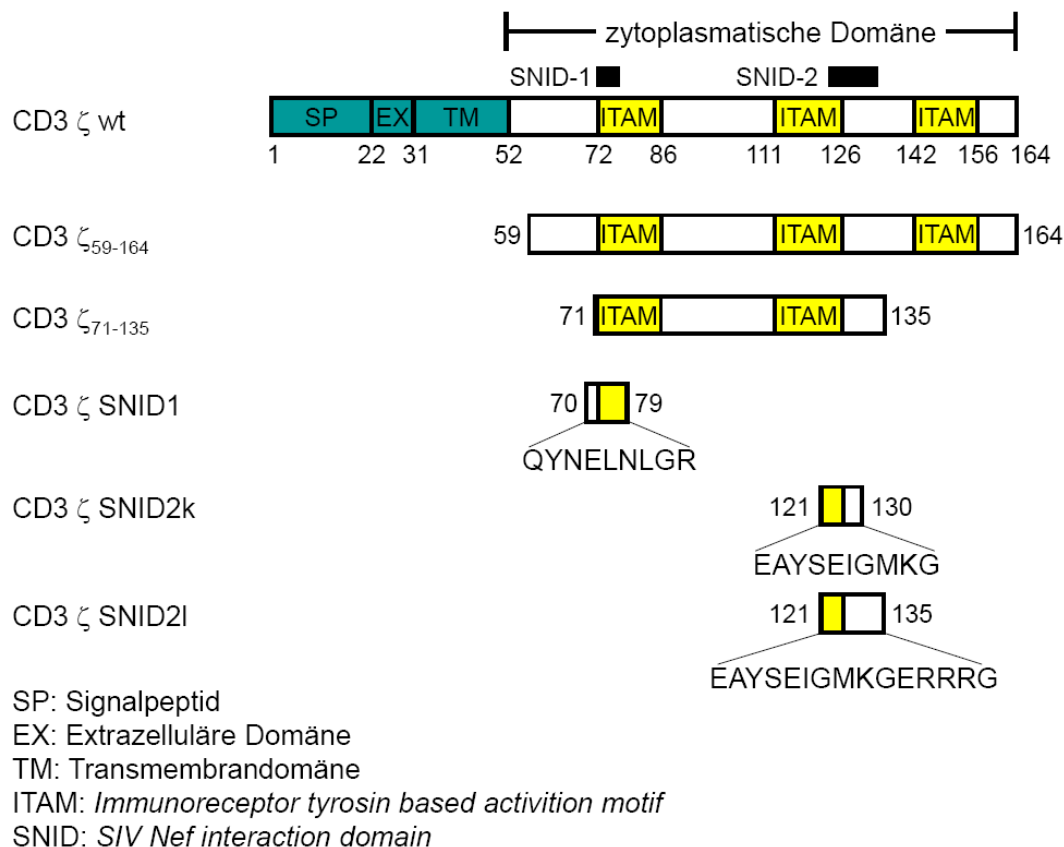 zytoplasmatische Domäne
SNID-1 SNID-2
CD3 ζ wt SP EX TM ITAM ITAM ITAM
1 22 31 52 72 86 111 126 142 156 164
CD3 ζ59-164 59 ITAM ITAM ITAM 164
CD3 ζ71-135 71 ITAM ITAM 135
CD3 ζ SNID1 70 79
QYNELNLGR
CD3 ζ SNID2k 121 130
EAYSEIGMKG
CD3 ζ SNID2l 121 135
EAYSEIGMKGERRRG
SP: Signalpeptid
EX: Extrazelluläre Domäne
TM: Transmembrandomäne
ITAM: Immunoreceptor tyrosin based activition motif
SNID: SIV Nef interaction domain